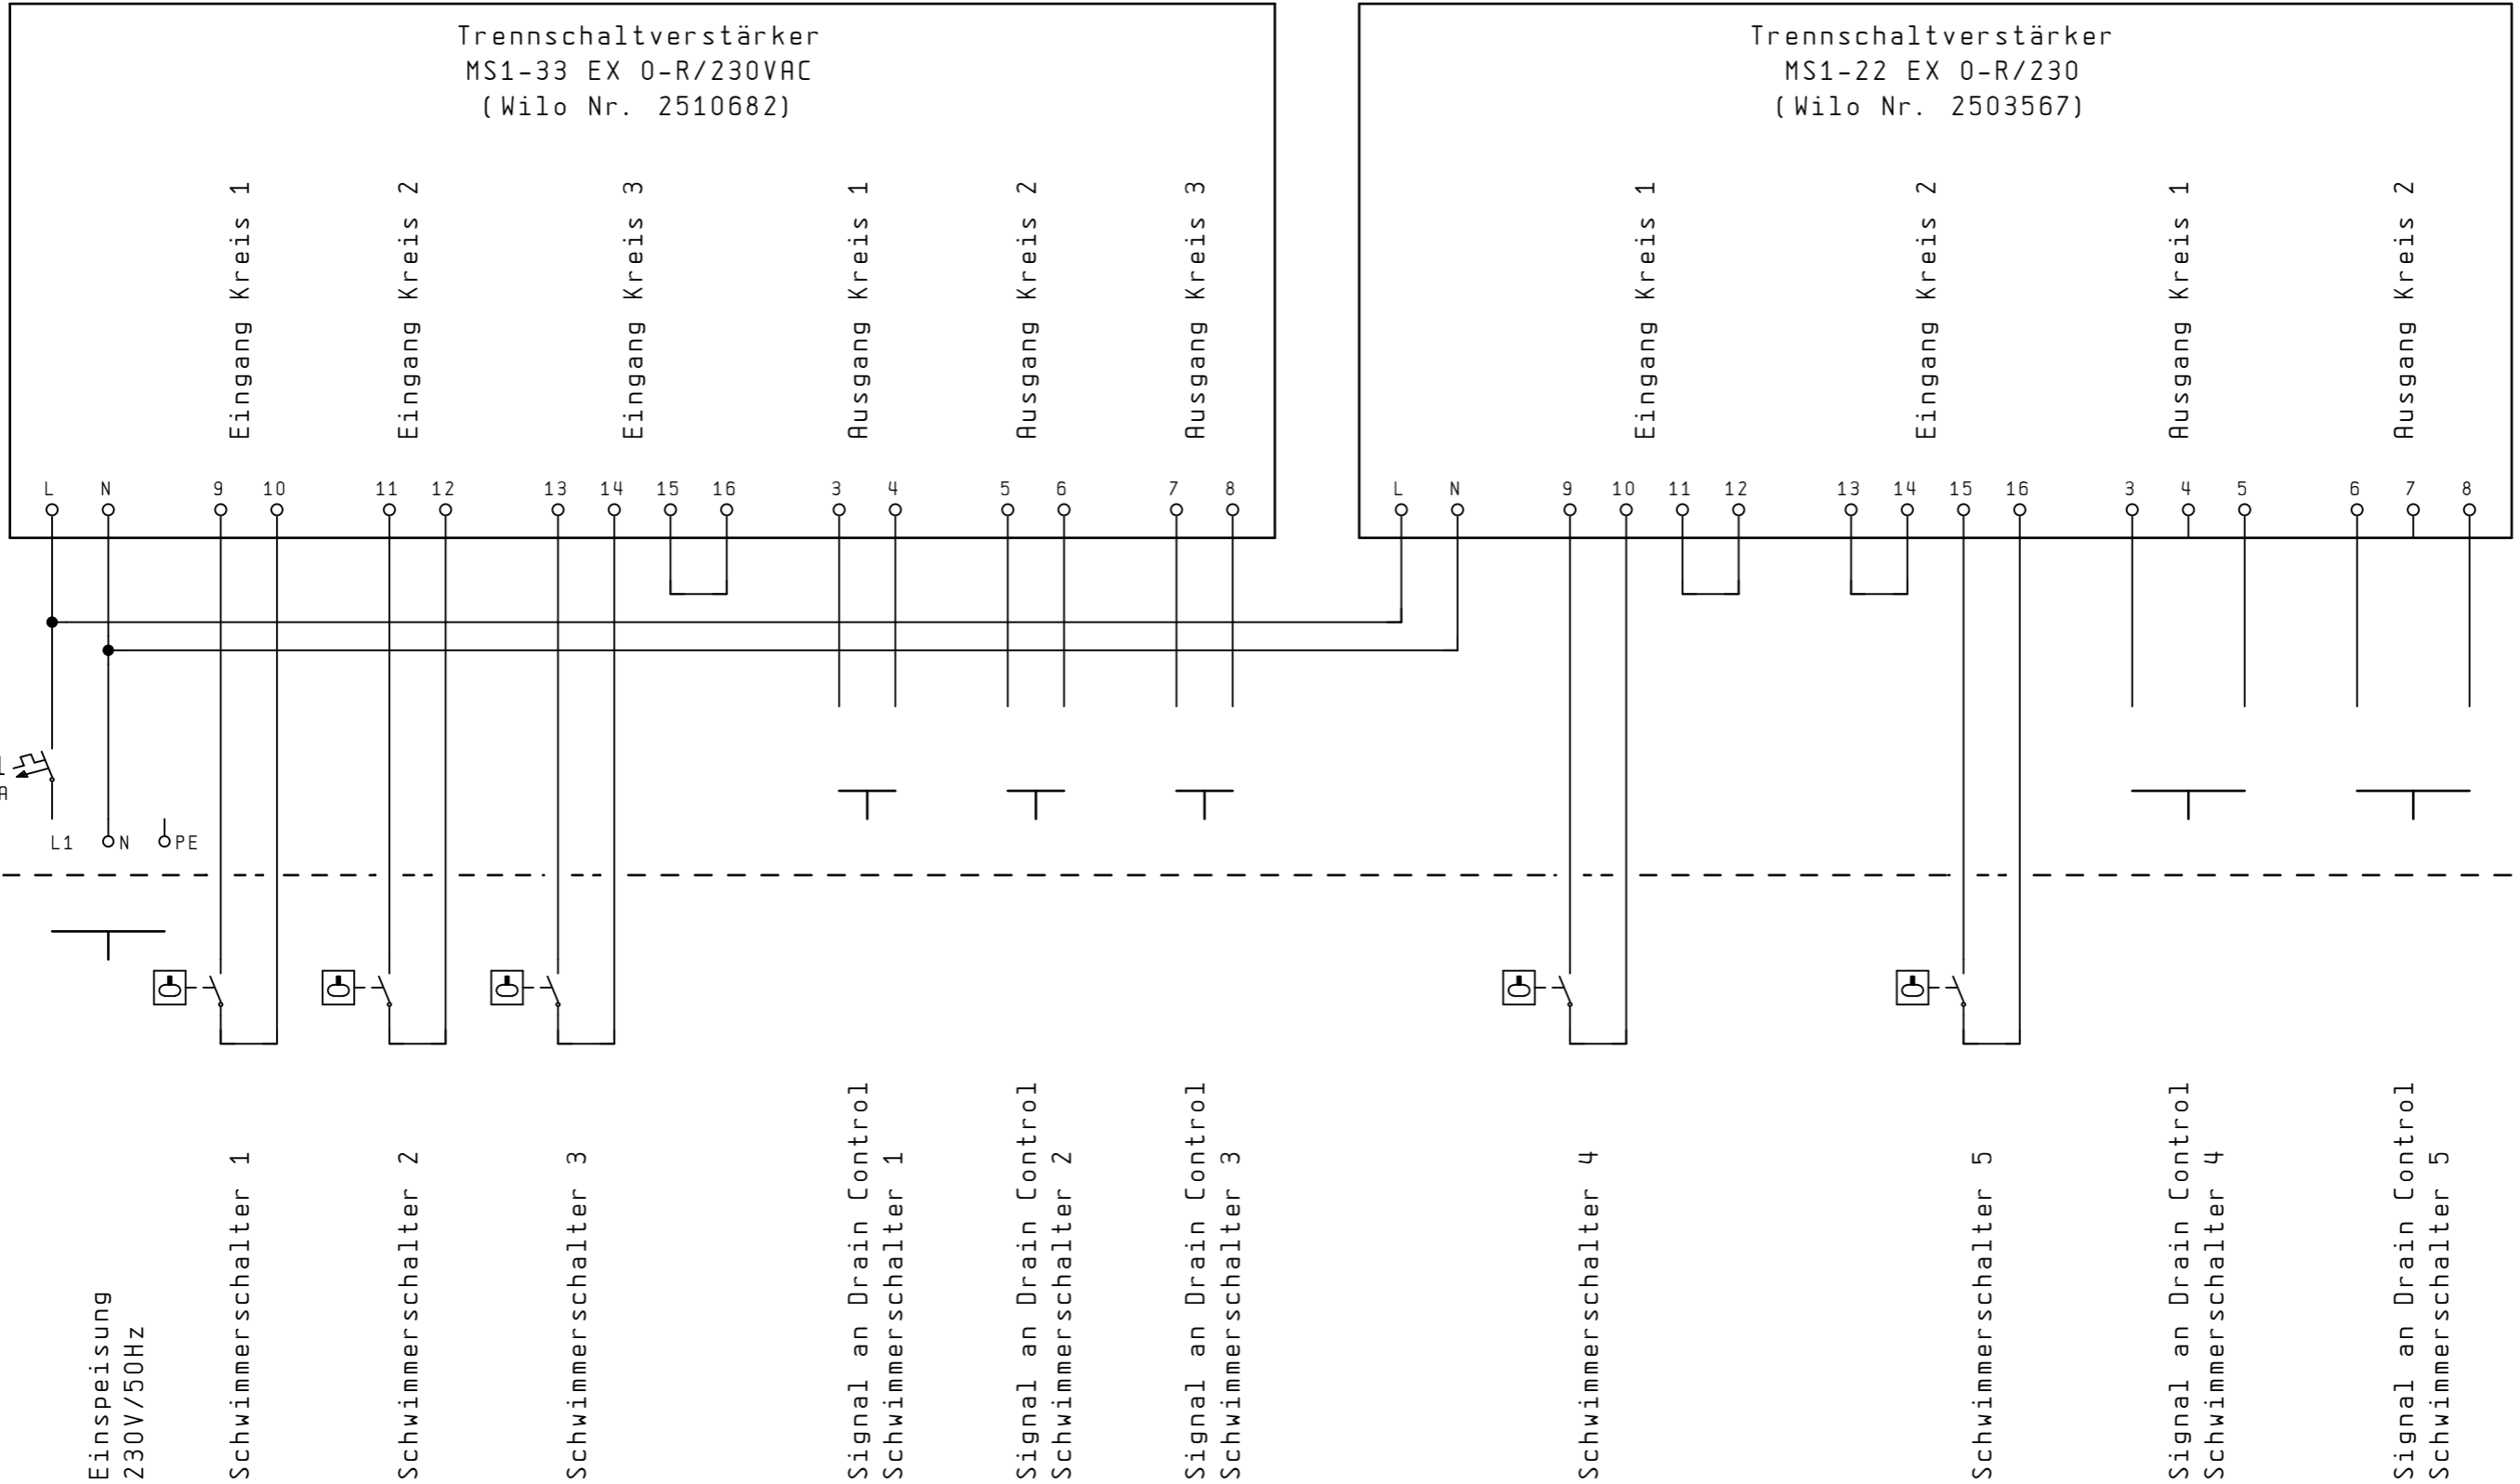 Trennschaltverstärker
MS1-33 EX O-R/230VAC
(Wilo Nr. 2510682)
Eingang Kreis 1
Eingang Kreis 2
Eingang Kreis 3
Ausgang Kreis 1
Ausgang Kreis 2
Ausgang Kreis 3
L N 9 10 11 12 13 14 15 16 3 4 5 6 7 8
Trennschaltverstärker
MS1-22 EX O-R/230
(Wilo Nr. 2503567)
Eingang Kreis 1
Eingang Kreis 2
Ausgang Kreis 1
Ausgang Kreis 2
L N 9 10 11 12 13 14 15 16 3 4 5 6 7 8
1
A
L1 N PE
Einspeisung
230V/50Hz
Schwimmerschalter 1
Schwimmerschalter 2
Schwimmerschalter 3
Signal an Drain Control
Schwimmerschalter 1
Signal an Drain Control
Schwimmerschalter 2
Signal an Drain Control
Schwimmerschalter 3
Schwimmerschalter 4
Schwimmerschalter 5
Signal an Drain Control
Schwimmerschalter 4
Signal an Drain Control
Schwimmerschalter 5